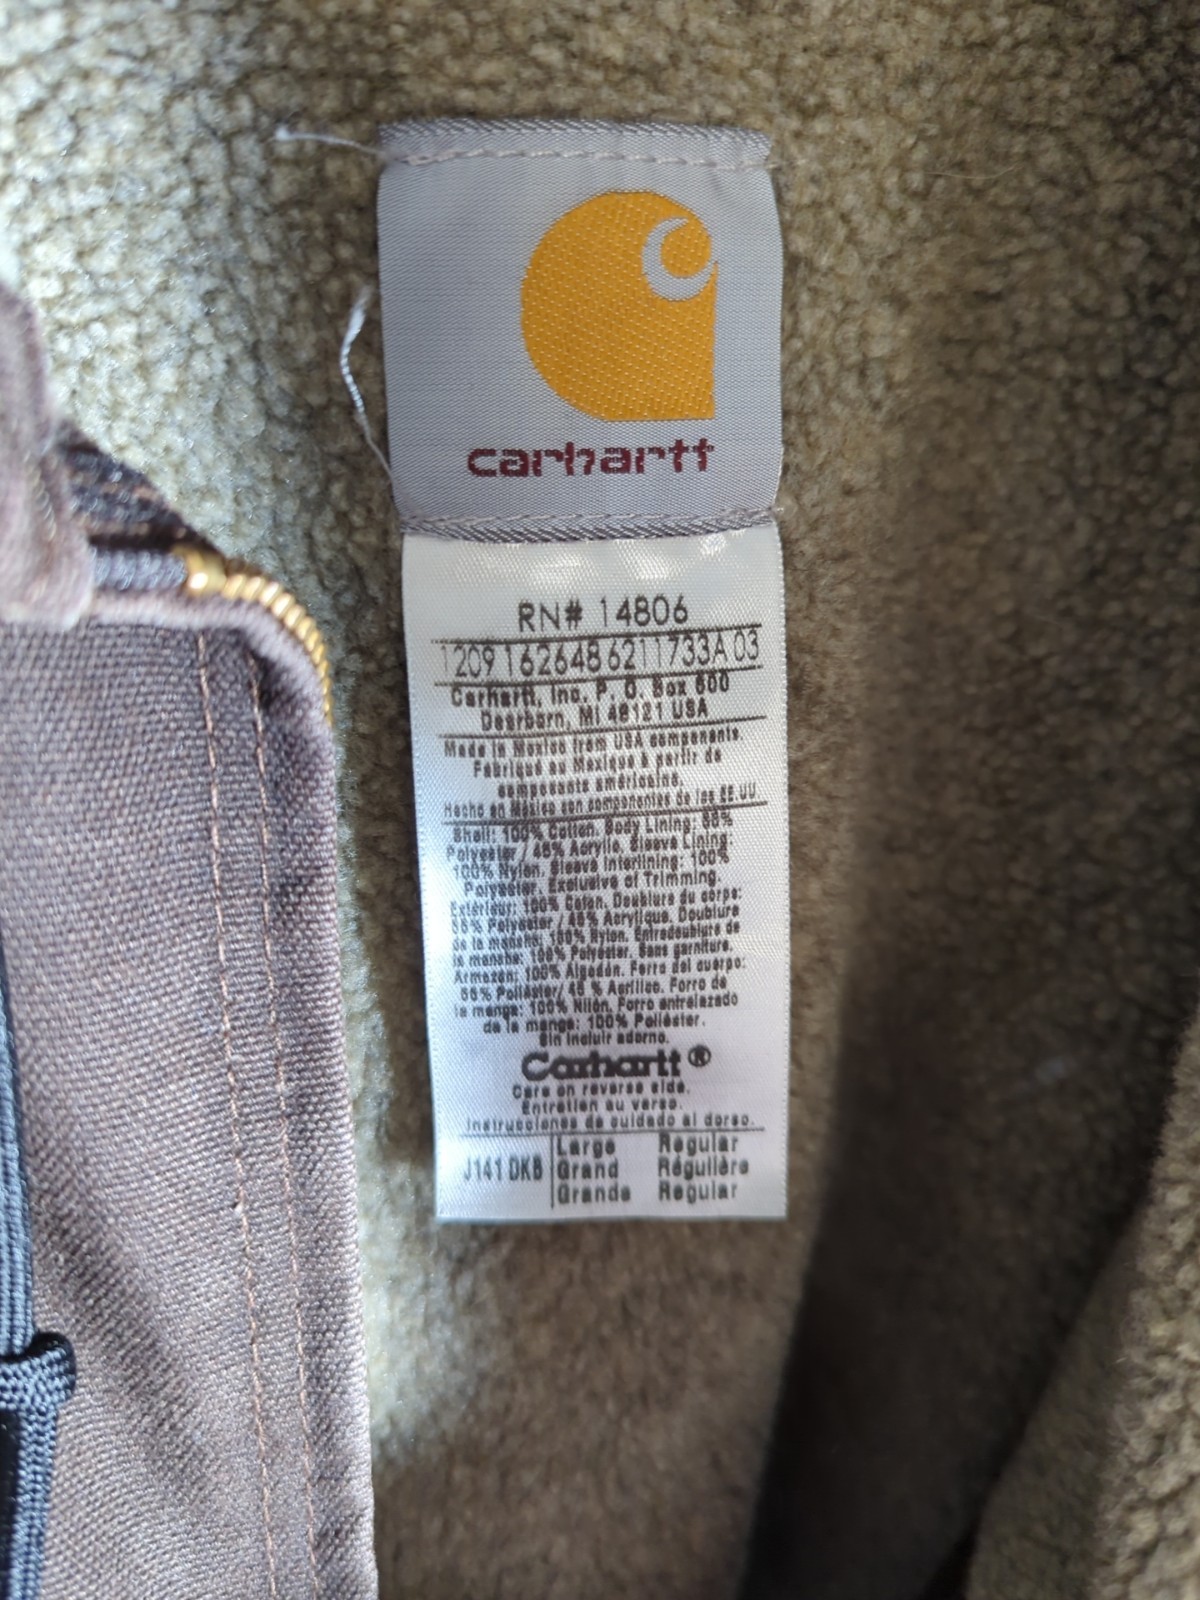 carhartt
RN# 14806
1209 162648 6211733A 03
Carhartt, Inc. P. O. Box 600
Dearborn, MI 48121 USA
Made in Mexico from USA components.
Fabriqué au Mexique à partir de
composants américains.
Hecho en México con componentes de los EE.UU.
Shell: 100% Cotton. Body Lining: 55%
Polyester / 45% Acrylic. Sleeve Lining:
100% Nylon. Sleeve Interlining: 100%
Polyester. Exclusive of Trimming.
Extérieur: 100% Coton. Doublure du corps:
55% Polyester / 45% Acrylique. Doublure
de la manche: 100% Nylon. Entredoublure de
la manche: 100% Polyéster. Sans garniture.
Armazón: 100% Algodón. Forro del cuerpo:
55% Poliéster/ 45 % Acrílico. Forro de
la manga: 100% Nilón. Forro entrelazado
de la manga: 100% Poliéster.
Sin incluir adorno.
Carhartt®
Care on reverse side.
Entretien au verso.
Instrucciones de cuidado al dorso.
J141 DKB Large Regular
Grand Régulière
Grande Regular